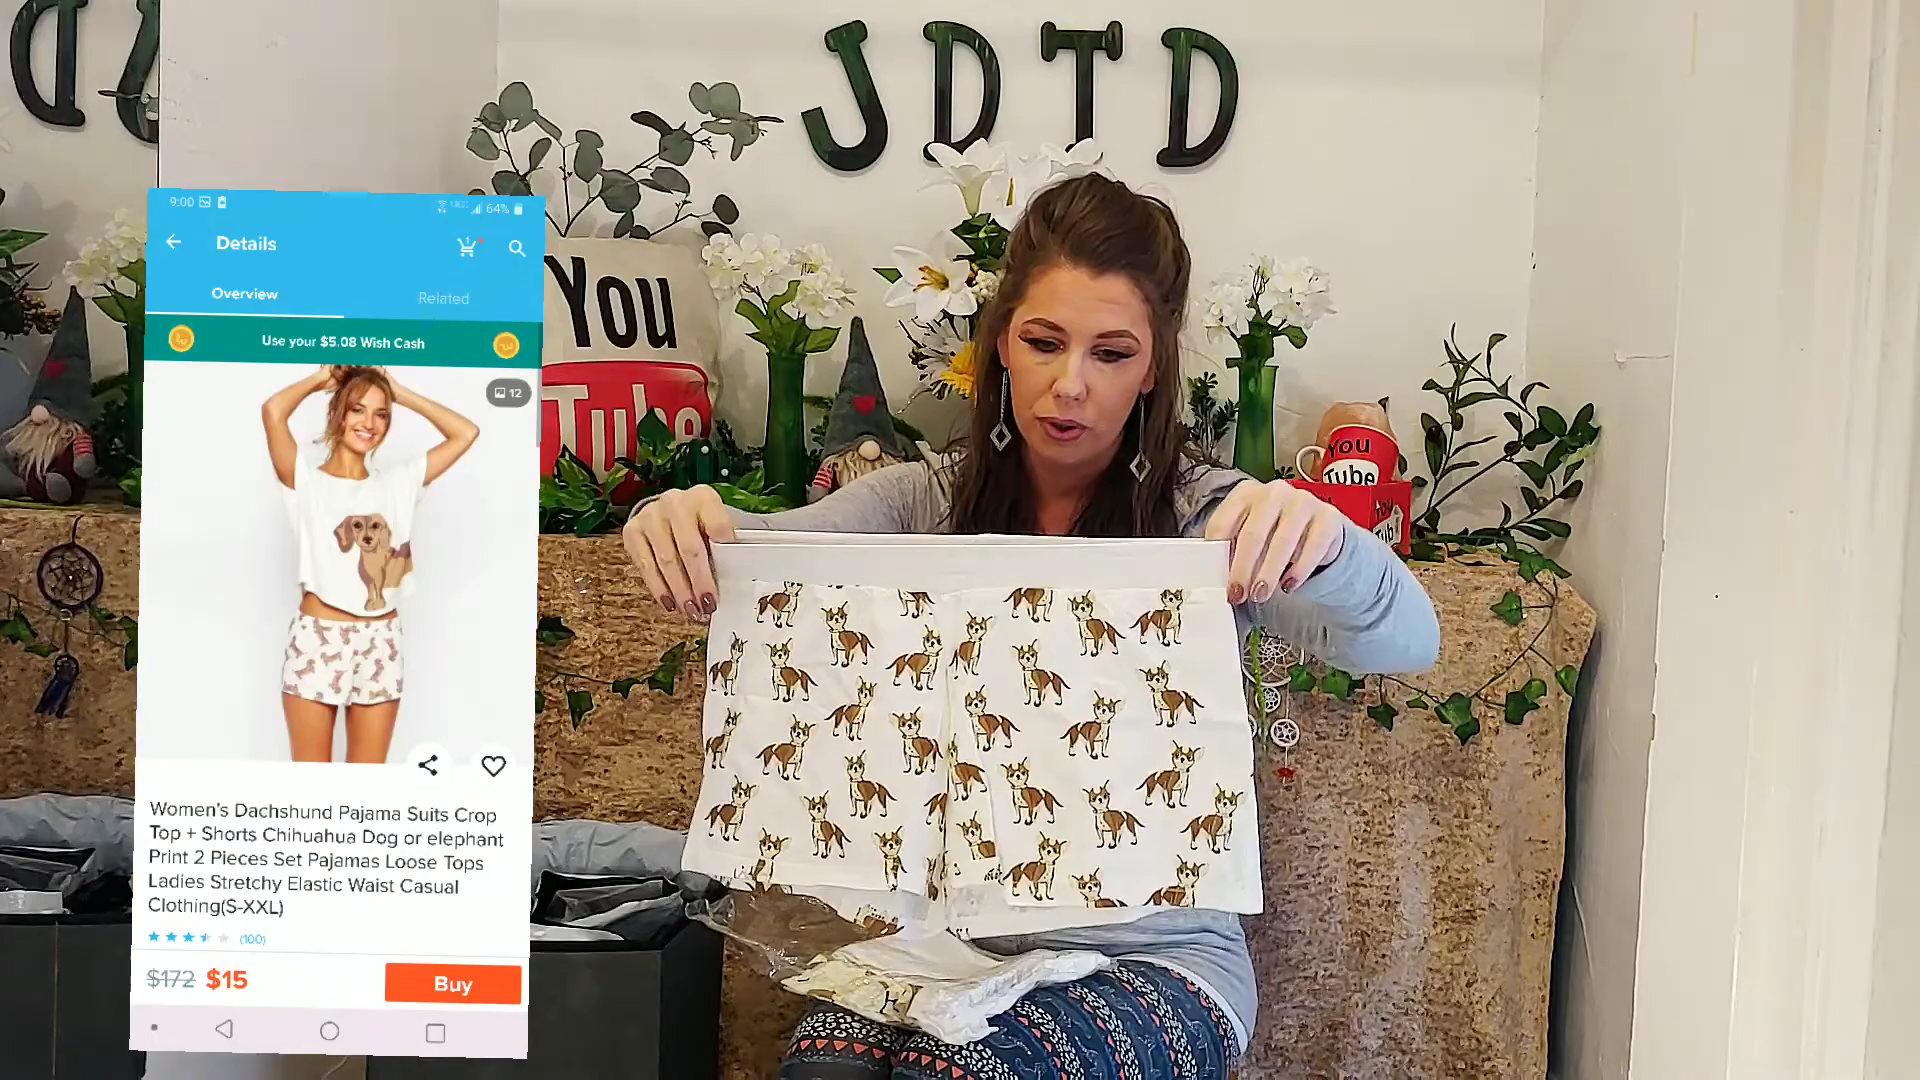 JDTD
You
Tube
You
Tube
You
9:00
64%
Details
Overview
Related
Use your $5.08 Wish Cash
12
Women's Dachshund Pajama Suits Crop
Top + Shorts Chihuahua Dog or elephant
Print 2 Pieces Set Pajamas Loose Tops
Ladies Stretchy Elastic Waist Casual
Clothing(S-XXL)
(100)
$172 $15
Buy